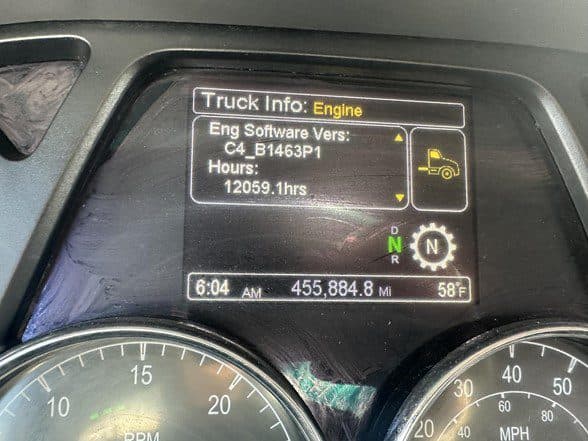 Truck Info: Engine
Eng Software Vers:
C4_B1463P1
Hours:
12059.1hrs
D
N
R
N
6:04 AM 455,884.8 Mi 58°F
10 15 20
RPM
20 30 40 50
60 80
MPH